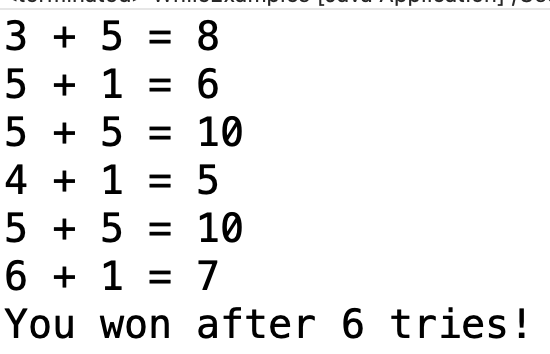 3 + 5 = 8
5 + 1 = 6
5 + 5 = 10
4 + 1 = 5
5 + 5 = 10
6 + 1 = 7
You won after 6 tries!